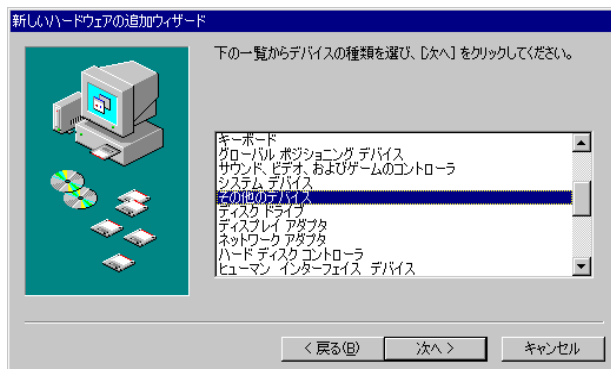 新しいハードウェアの追加ウィザード
下の一覧からデバイスの種類を選び、[次へ] をクリックしてください。
キーボード
グローバル ポジショニング デバイス
サウンド、ビデオ、およびゲームのコントローラ
システム デバイス
その他のデバイス
ディスク ドライブ
ディスプレイ アダプタ
ネットワーク アダプタ
ハード ディスク コントローラ
ヒューマン インターフェイス デバイス
< 戻る(B)
次へ >
キャンセル